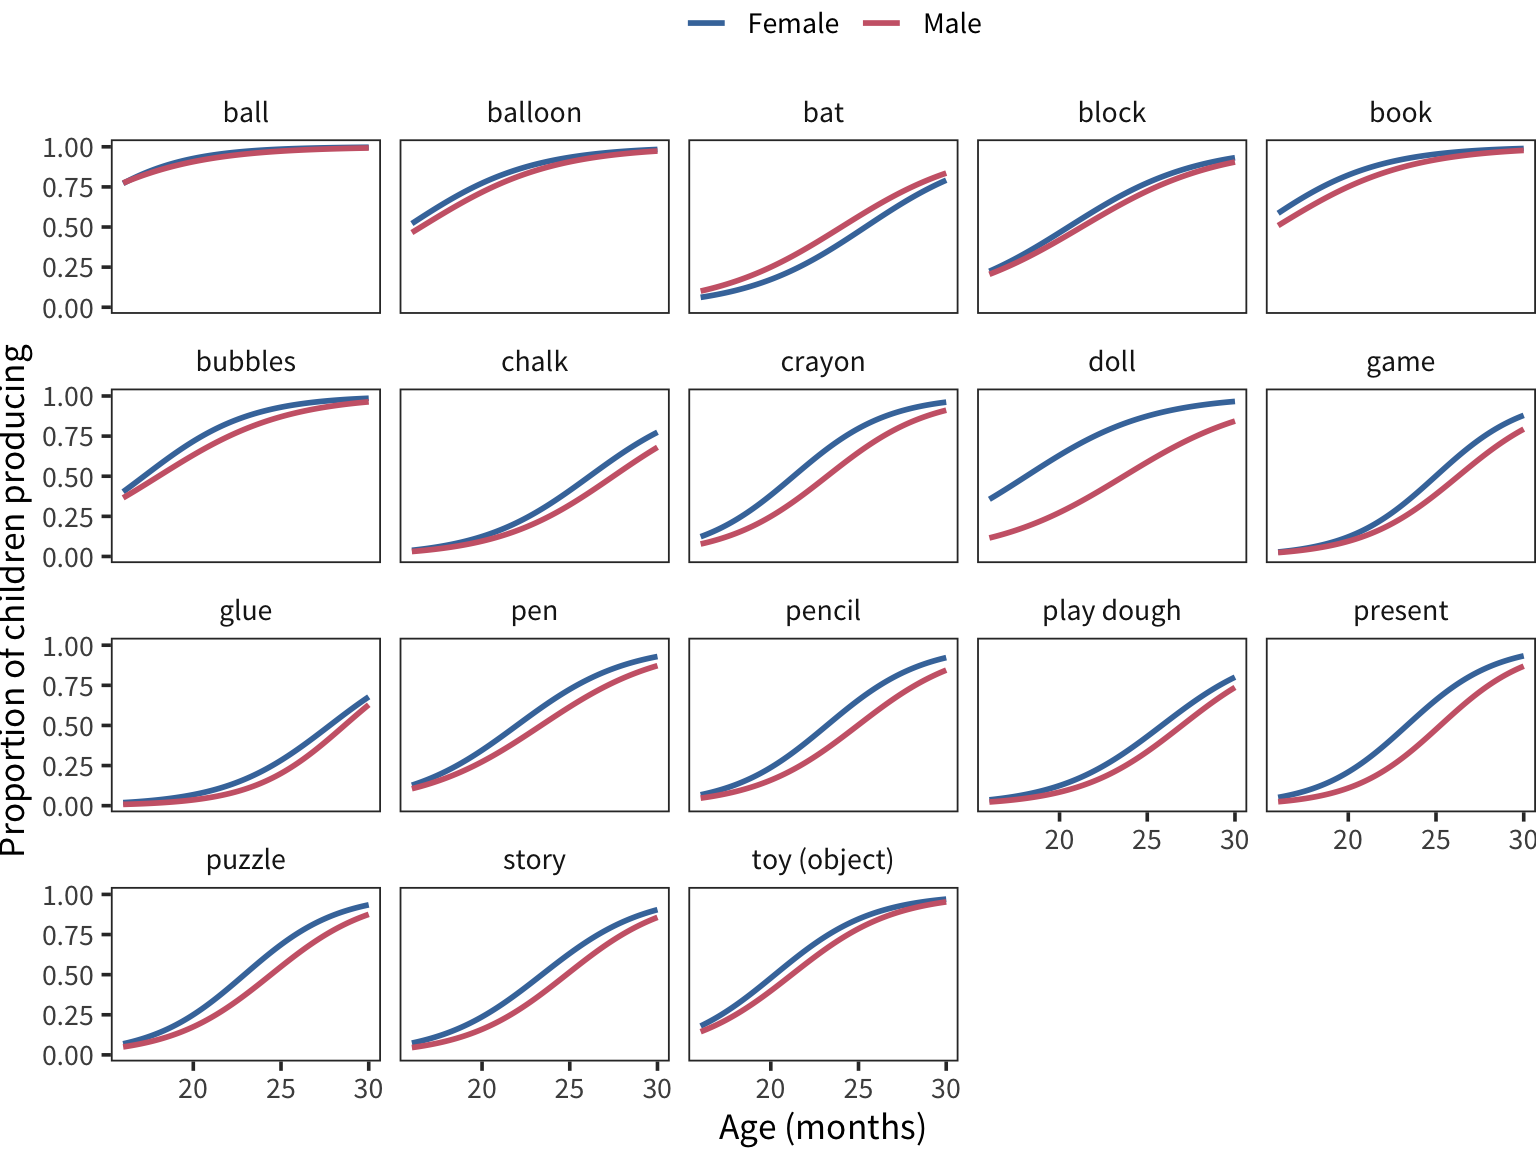 Female Male
ball balloon bat block book
1.00
0.75
0.50
0.25
0.00
bubbles chalk crayon doll game
1.00
0.75
0.50
0.25
0.00
glue pen pencil play dough present
1.00
0.75
0.50
0.25
0.00
20 25 30 20 25 30
puzzle story toy (object)
1.00
0.75
0.50
0.25
0.00
20 25 30 20 25 30 20 25 30
Age (months)
Proportion of children producing